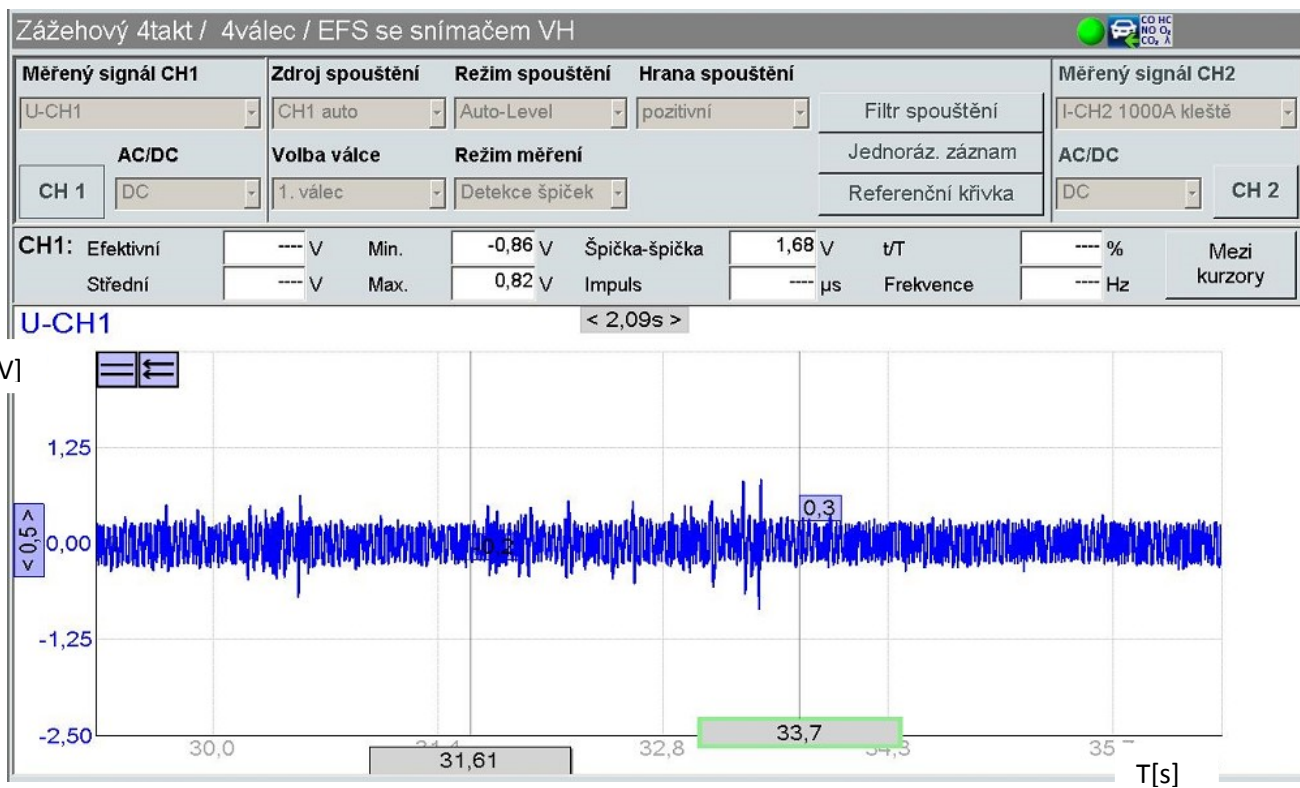 Zážehový 4takt / 4válec / EFS se snímačem VH
CO HC
NO O₂
CO₂ λ
Měřený signál CH1
Zdroj spouštění
Režim spouštění
Hrana spouštění
Měřený signál CH2
U-CH1
CH1 auto
Auto-Level
pozitivní
Filtr spouštění
I-CH2 1000A kleště
AC/DC
Volba válce
Režim měření
Jednoráz. záznam
AC/DC
CH 1
DC
1. válec
Detekce špiček
Referenční křivka
DC
CH 2
CH1: Efektivní ---- V Min. -0,86 V Špička-špička 1,68 V t/T ---- %
Střední ---- V Max. 0,82 V Impuls ---- µs Frekvence ---- Hz
Mezi
kurzory
U-CH1
< 2,09s >
V]
1,25
0,3
< 0,5 >
0,00
-0,2
-1,25
-2,50
33,7
30,0
32,8
31,61
T[s]